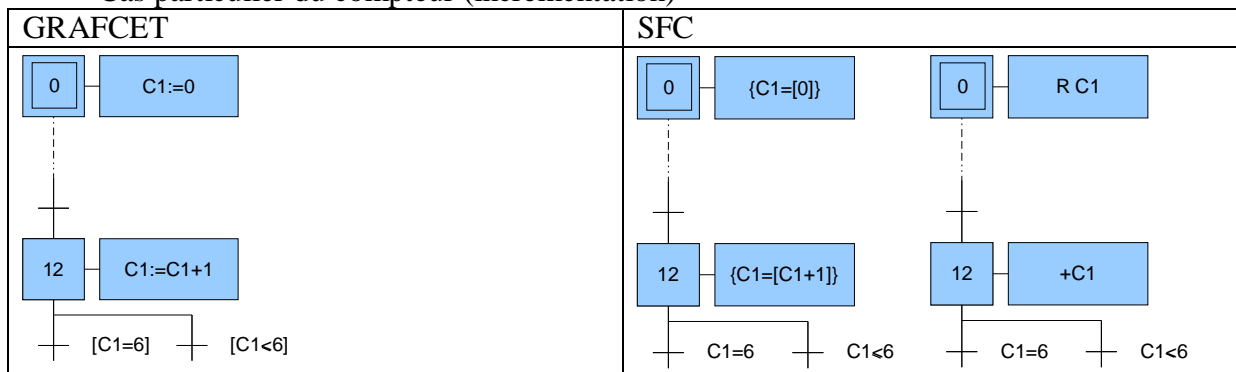 Cas particulier du compteur (incrémentation)
GRAFCET
SFC
0
C1:=0
0
{C1=[0]}
0
R C1
12
C1:=C1+1
12
{C1=[C1+1]}
12
+C1
[C1=6]
[C1<6]
C1=6
C1<6
C1=6
C1<6